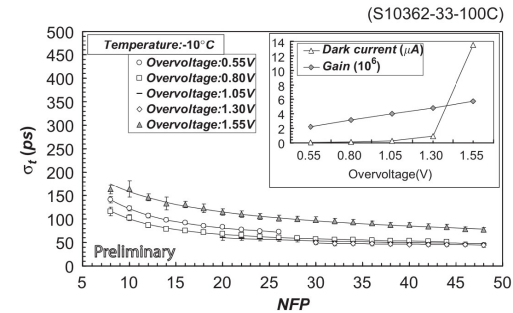 (S10362-33-100C)
Temperature:-10°C
Overvoltage:0.55V
Overvoltage:0.80V
Overvoltage:1.05V
Overvoltage:1.30V
Overvoltage:1.55V
Dark current (μA)
Gain (10⁶)
14
12
10
8
6
4
2
0
0.55 0.80 1.05 1.30 1.55
Overvoltage(V)
500
450
400
350
300
250
200
150
100
50
0
σt (ps)
Preliminary
5 10 15 20 25 30 35 40 45 50
NFP